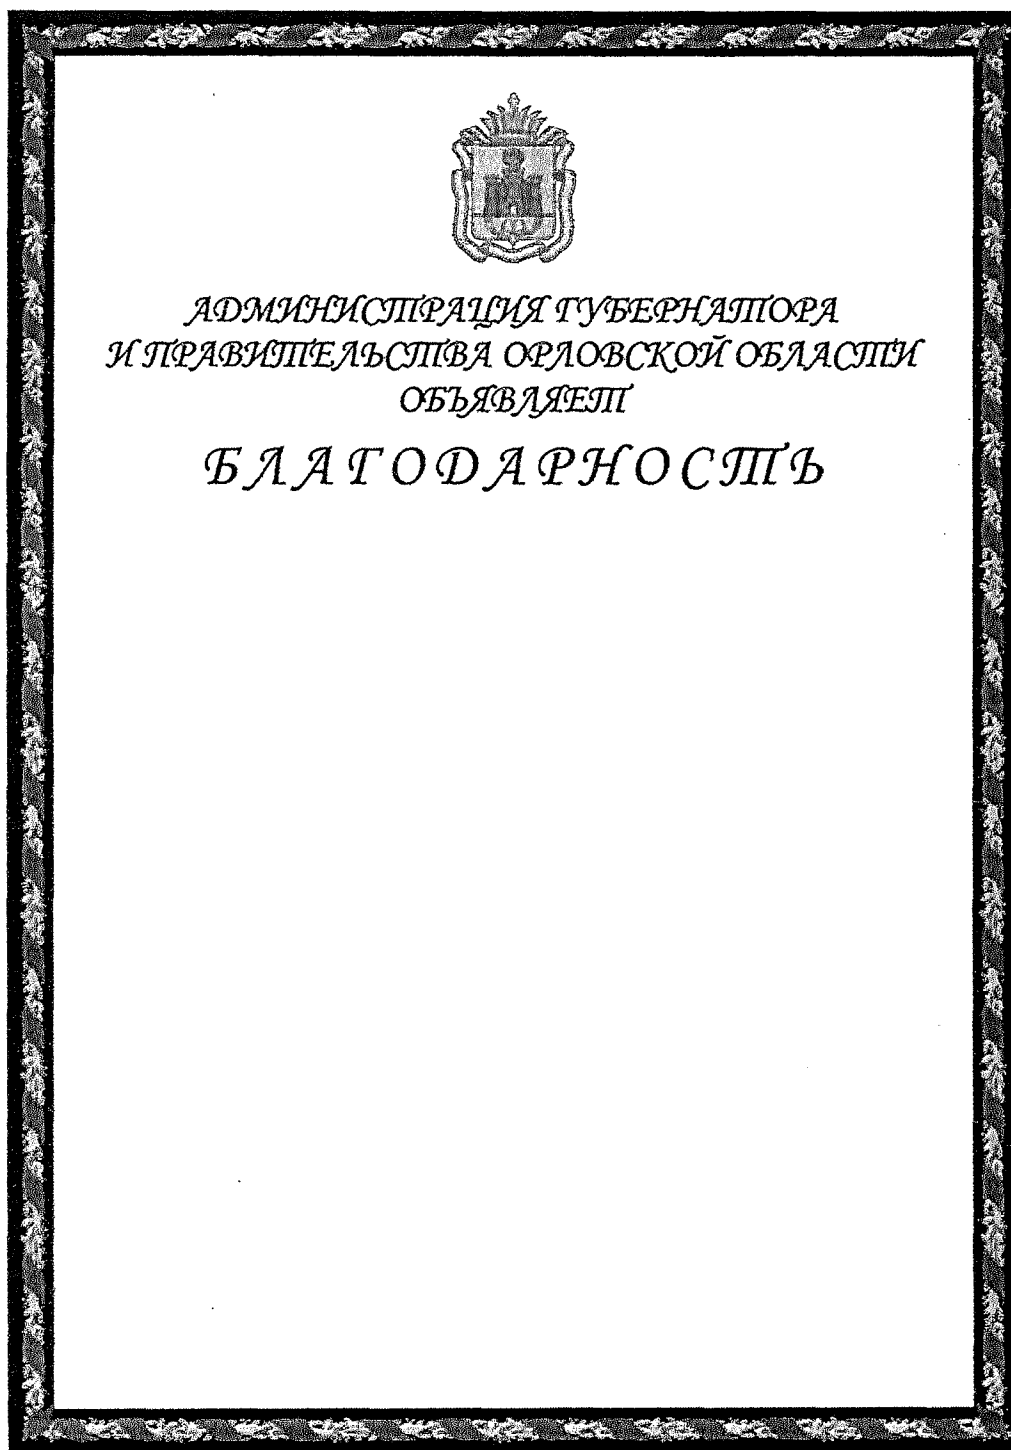 АДМИНИСТРАЦИЯ ГУБЕРНАТОРА
И ПРАВИТЕЛЬСТВА ОРЛОВСКОЙ ОБЛАСТИ
ОБЪЯВЛЯЕТ
БЛАГОДАРНОСТЬ